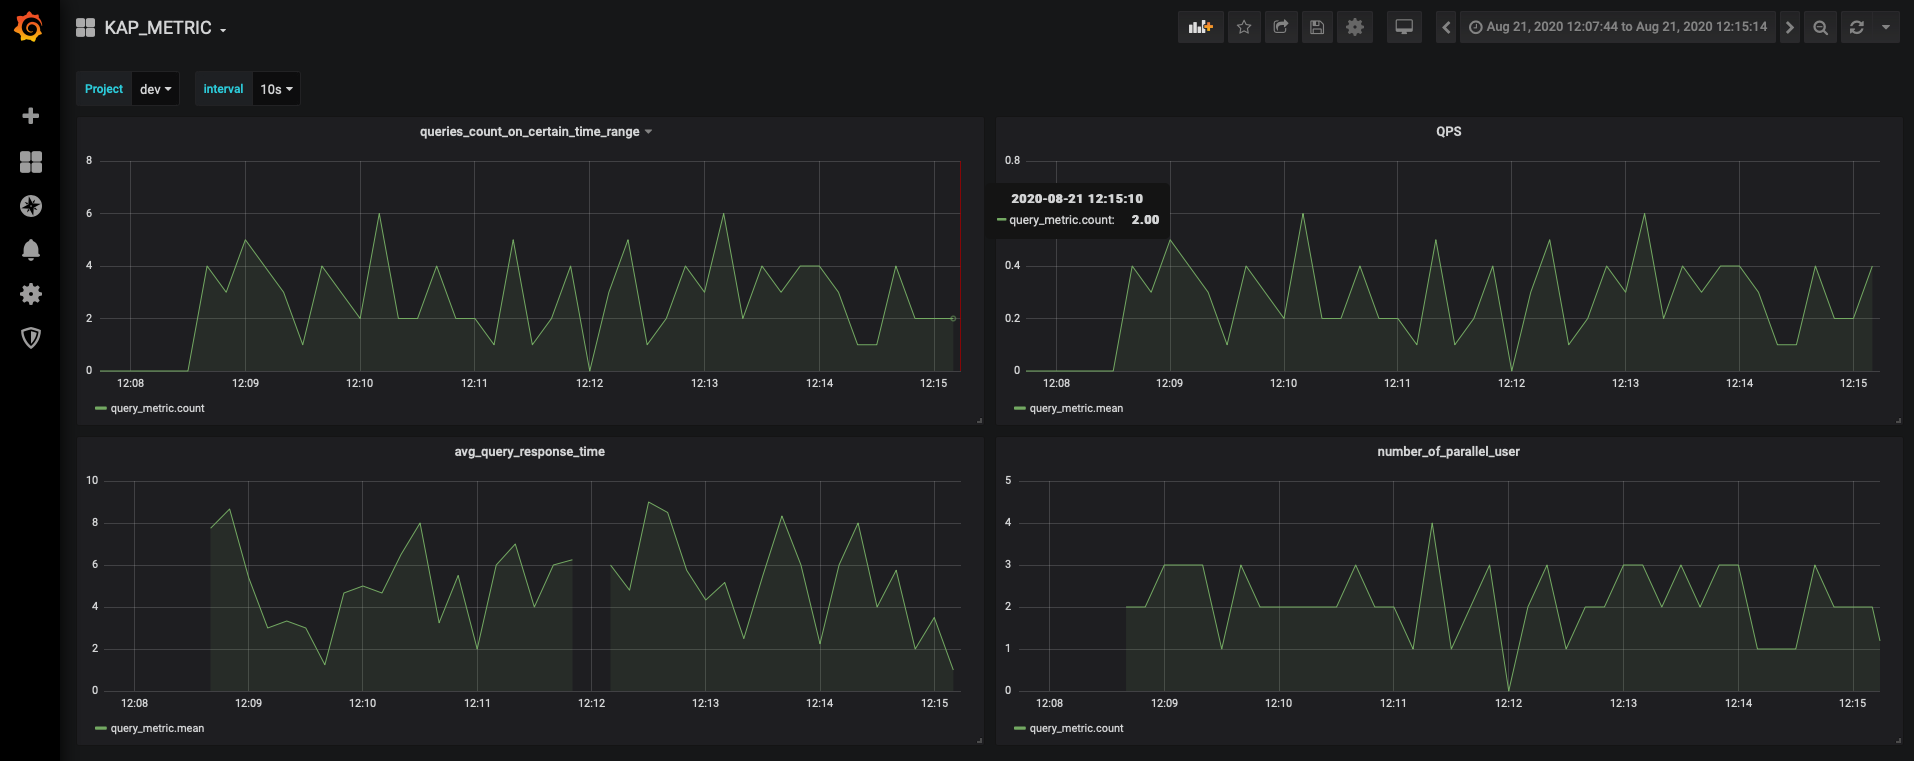 KAP_METRIC
Aug 21, 2020 12:07:44 to Aug 21, 2020 12:15:14
Project dev interval 10s
queries_count_on_certain_time_range
8
6
4
2
0
12:08 12:09 12:10 12:11 12:12 12:13 12:14 12:15
query_metric.count
QPS
0.8
2020-08-21 12:15:10
query_metric.count: 2.00
0.4
0.2
0
12:08 12:09 12:10 12:11 12:12 12:13 12:14 12:15
query_metric.mean
avg_query_response_time
10
8
6
4
2
0
12:08 12:09 12:10 12:11 12:12 12:13 12:14 12:15
query_metric.mean
number_of_parallel_user
5
4
3
2
1
0
12:08 12:09 12:10 12:11 12:12 12:13 12:14 12:15
query_metric.count